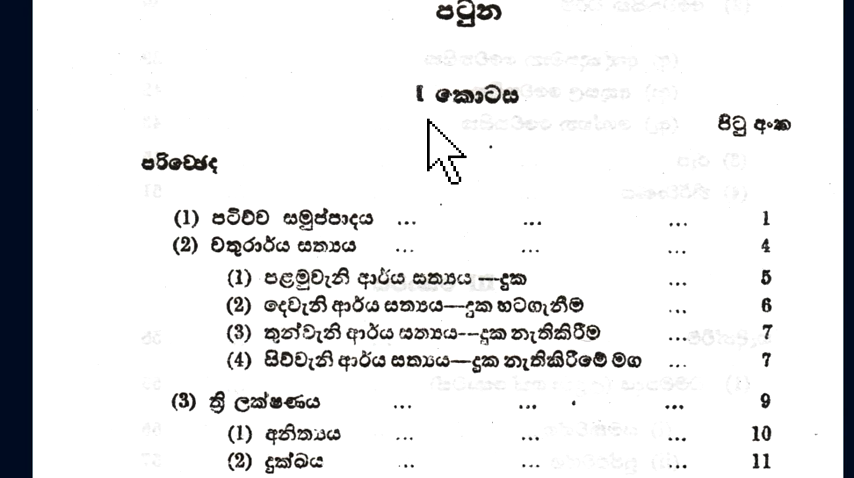 පටුන
I කොටස
පිටු අංක
පරිච්ඡේද
(1) පටිච්ච සමුප්පාදය ... ... ... 1
(2) චතුරාර්ය සත්‍යය ... ... ... 4
(1) පළමුවැනි ආර්ය සත්‍යය —දුක ... 5
(2) දෙවැනි ආර්ය සත්‍යය—දුක හටගැනීම ... 6
(3) තුන්වැනි ආර්ය සත්‍යය--දුක නැතිකිරීම ... 7
(4) සිව්වැනි ආර්ය සත්‍යය—දුක නැතිකිරීමේ මග ... 7
(3) ත්‍රි ලක්ෂණය ... ... ... 9
(1) අනිත්‍යය ... ... ... 10
(2) දුක්ඛය ... ... ... 11